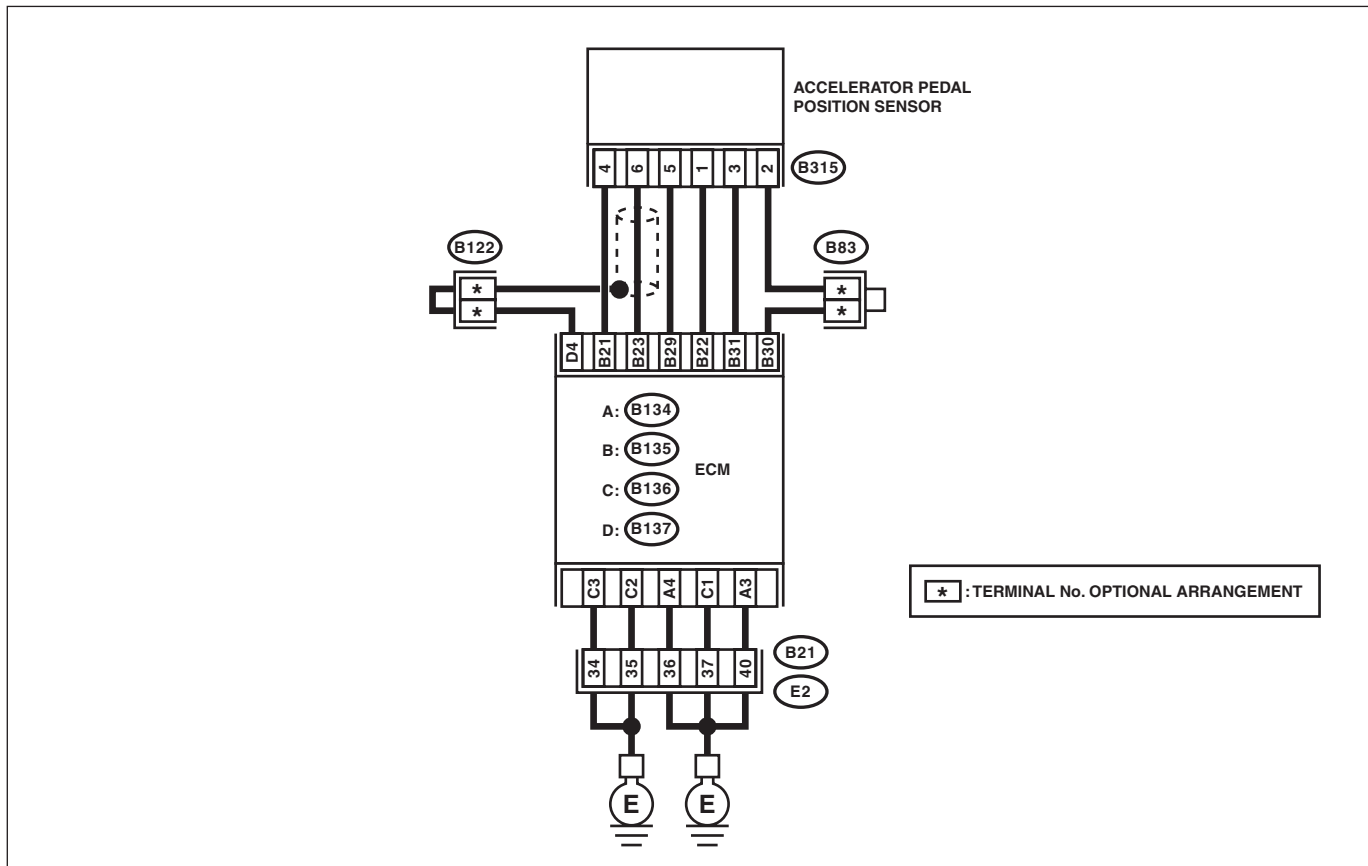 ACCELERATOR PEDAL
POSITION SENSOR
4 6 5 1 3 2
B315
B122
B83
*
*
*
*
D4 B21 B23 B29 B22 B31 B30
A: B134
B: B135
ECM
C: B136
D: B137
* : TERMINAL No. OPTIONAL ARRANGEMENT
C3 C2 A4 C1 A3
34 35 36 37 40
B21
E2
E E